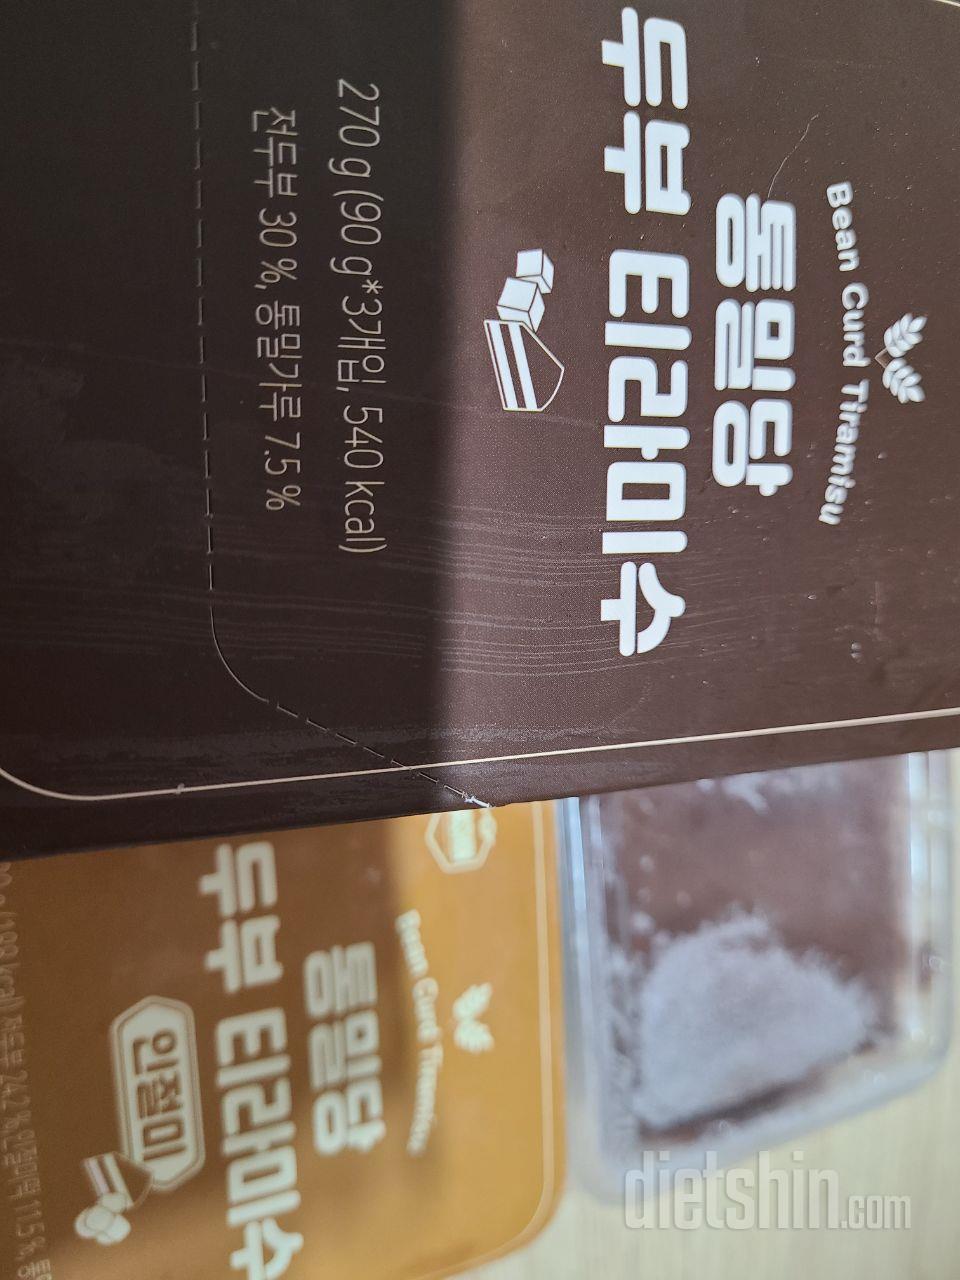 Bean Curd Tiramisu
통밀당
두부 티라미수
270 g (90 g*3개입, 540 kcal)
전두부 30 %, 통밀가루 7.5 %
Bean Curd Tiramisu
통밀당
두부 티라미수
인절미
dietshin.com